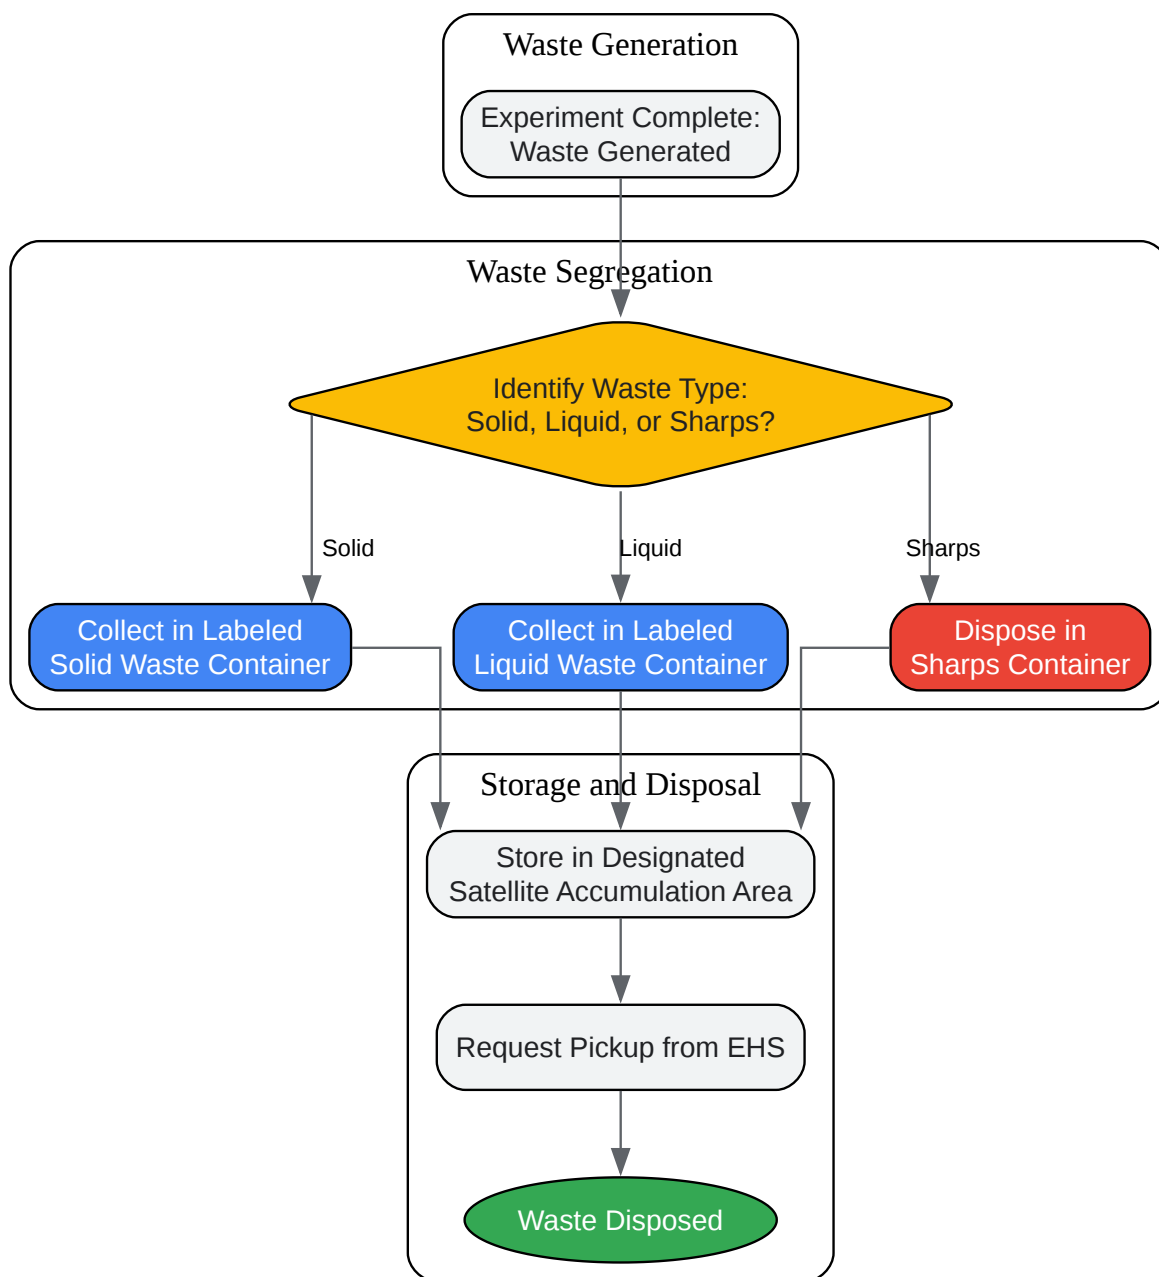 Waste Generation
Experiment Complete:
Waste Generated
Waste Segregation
Identify Waste Type:
Solid, Liquid, or Sharps?
Solid
Liquid
Sharps
Collect in Labeled
Solid Waste Container
Collect in Labeled
Liquid Waste Container
Dispose in
Sharps Container
Storage and Disposal
Store in Designated
Satellite Accumulation Area
Request Pickup from EHS
Waste Disposed